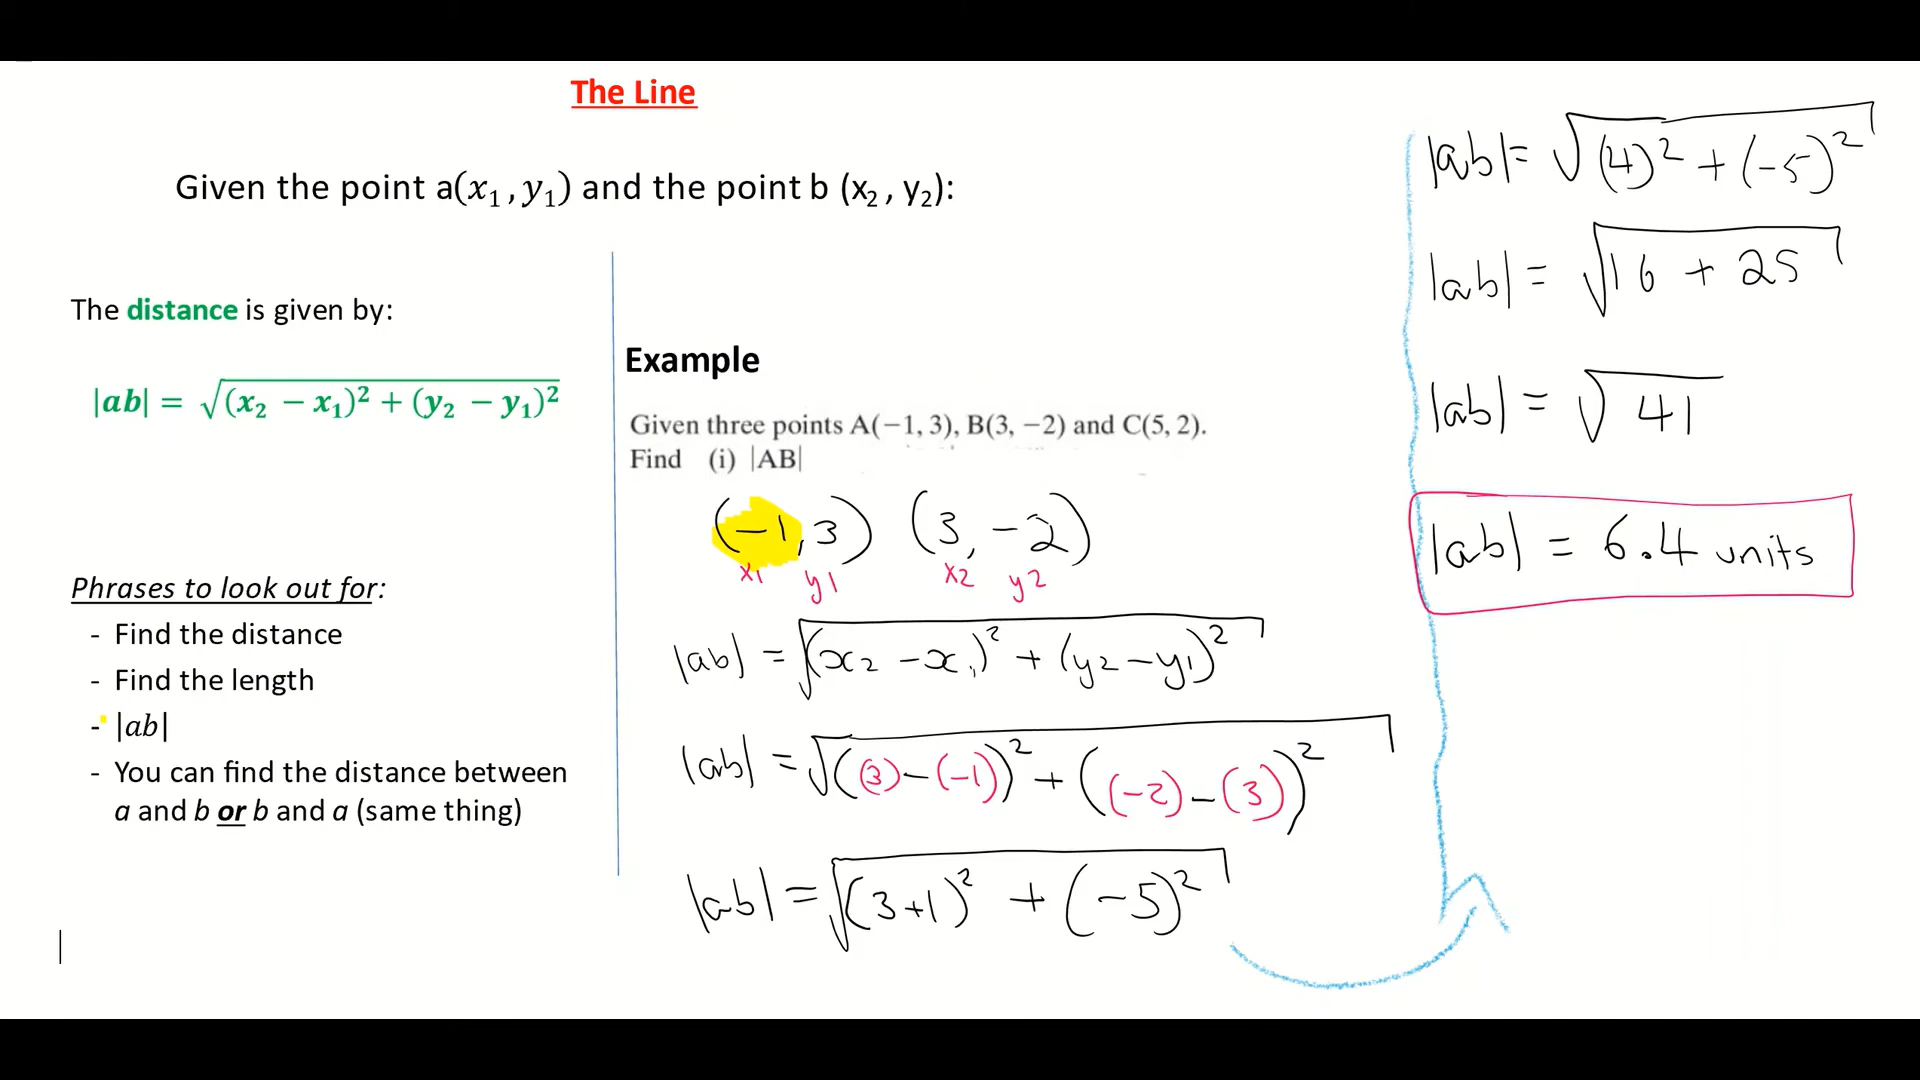 The Line
Given the point a(x₁, y₁) and the point b (x₂, y₂):
The distance is given by:
|ab| = √(x₂ − x₁)² + (y₂ − y₁)²
Phrases to look out for:
- Find the distance
- Find the length
- |ab|
- You can find the distance between
a and b or b and a (same thing)
Example
Given three points A(−1, 3), B(3, −2) and C(5, 2).
Find (i) |AB|
(−1, 3) (3, −2)
x1 y1 x2 y2
|ab| = √(x₂ − x₁)² + (y₂ − y₁)²
|ab| = √((3) − (−1))² + ((−2) − (3))²
|ab| = √(3+1)² + (−5)²
|ab| = √(4)² + (−5)²
|ab| = √16 + 25
|ab| = √41
|ab| = 6.4 units